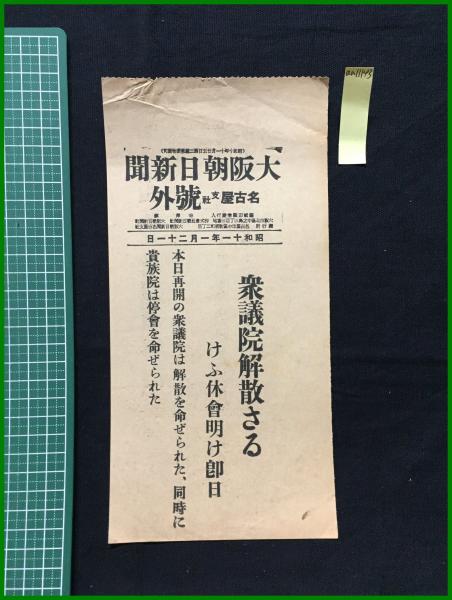 大阪朝日新聞
名古屋支社
號外
昭和十一年一月二十一日
衆議院解散さる
けふ休會明け卽日
本日再開の衆議院は解散を命ぜられた、同時に
貴族院は停會を命ぜられた